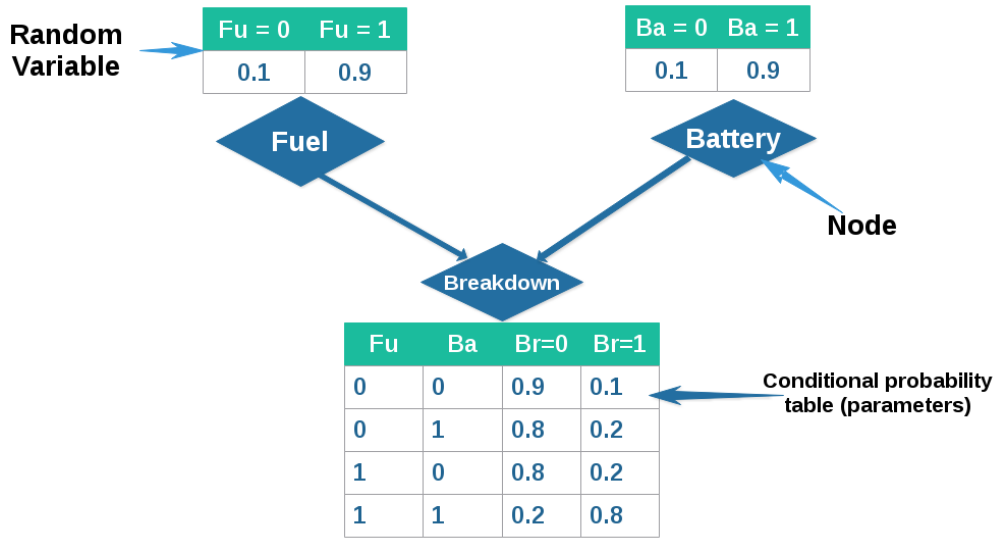 Random
Variable
Fu = 0 Fu = 1
0.1 0.9
Ba = 0 Ba = 1
0.1 0.9
Fuel
Battery
Node
Breakdown
Fu Ba Br=0 Br=1
0 0 0.9 0.1
0 1 0.8 0.2
1 0 0.8 0.2
1 1 0.2 0.8
Conditional probability
table (parameters)